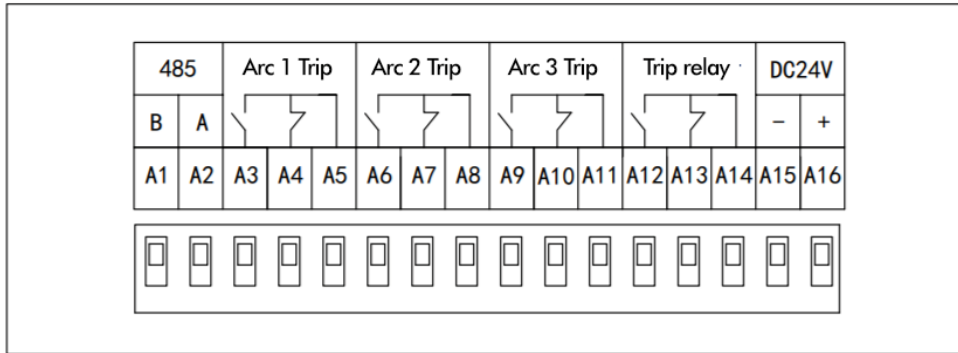 485 Arc 1 Trip Arc 2 Trip Arc 3 Trip Trip relay DC24V
B A - +
A1 A2 A3 A4 A5 A6 A7 A8 A9 A10 A11 A12 A13 A14 A15 A16